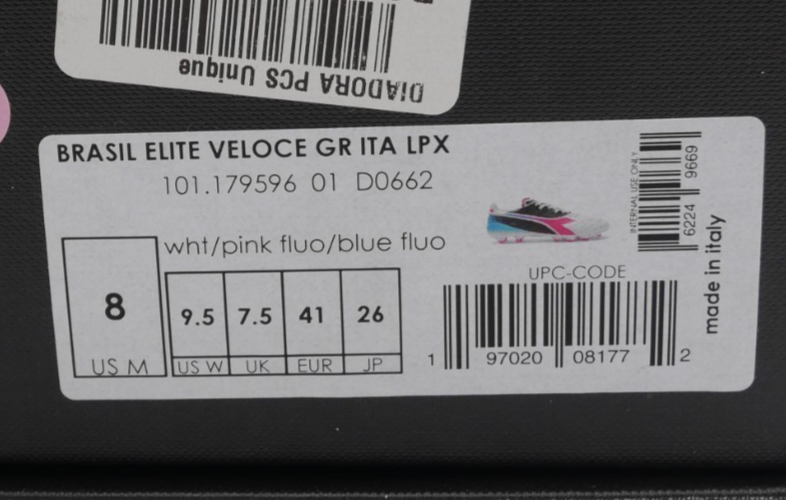 DIADORA PCS Unique
BRASIL ELITE VELOCE GR ITA LPX
101.179596 01 D0662
wht/pink fluo/blue fluo
8
US M
9.5 7.5 41 26
US W UK EUR JP
INTERNAL USE ONLY
6224 9669
made in italy
UPC-CODE
1 97020 08177 2